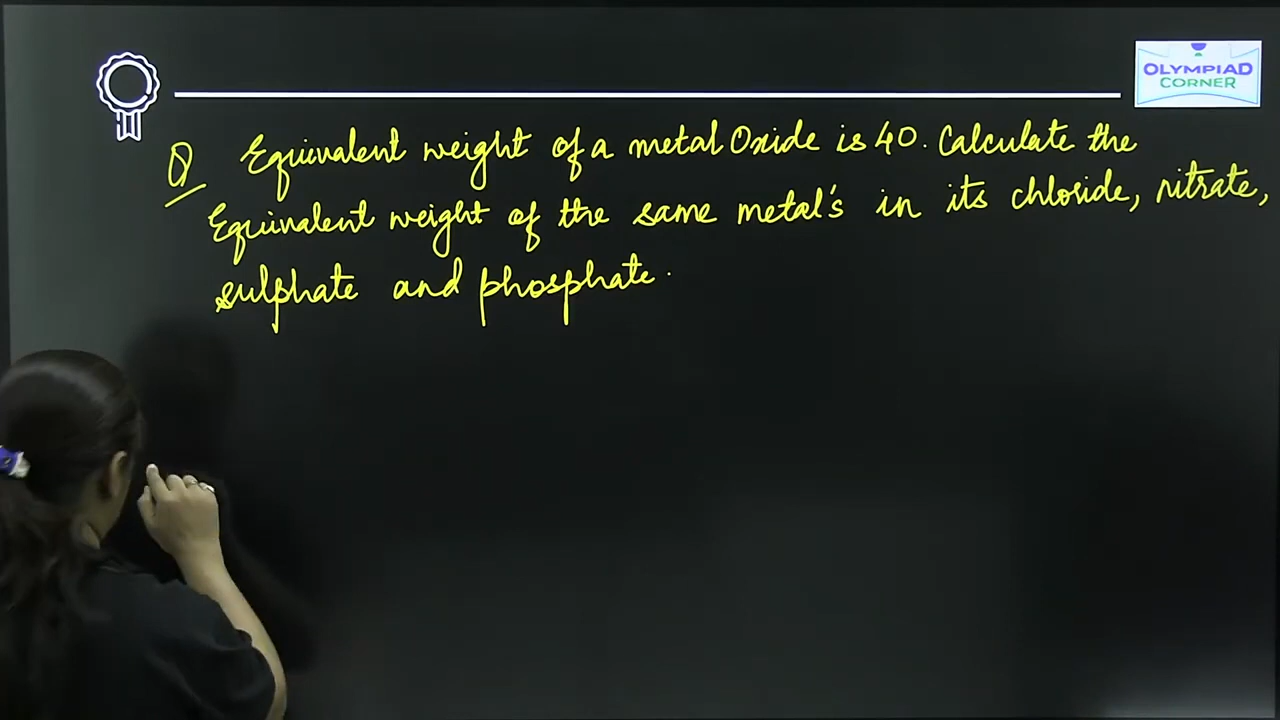 OLYMPIAD
CORNER
Q Equivalent weight of a metal Oxide is 40. Calculate the
Equivalent weight of the same metal's in its chloride, nitrate,
sulphate and phosphate.